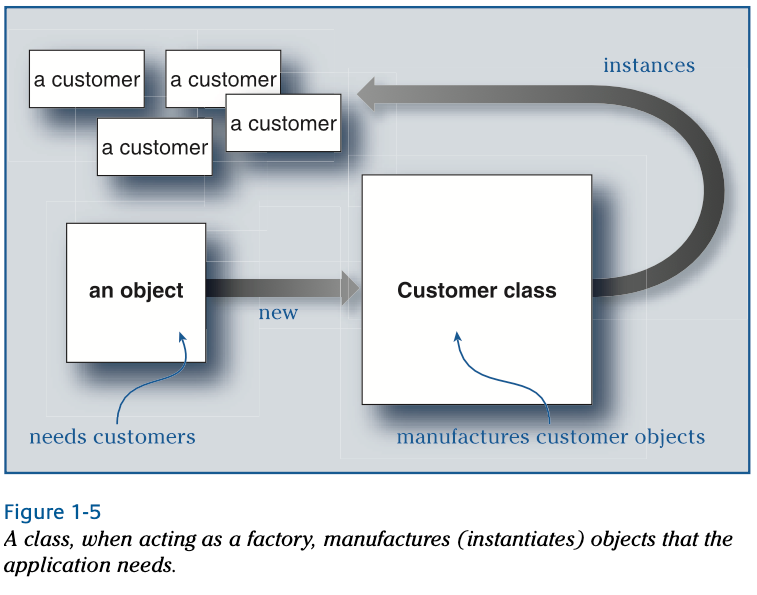 instances
a customer
a customer
a customer
a customer
an object
new
Customer class
needs customers
manufactures customer objects
Figure 1-5
A class, when acting as a factory, manufactures (instantiates) objects that the
application needs.